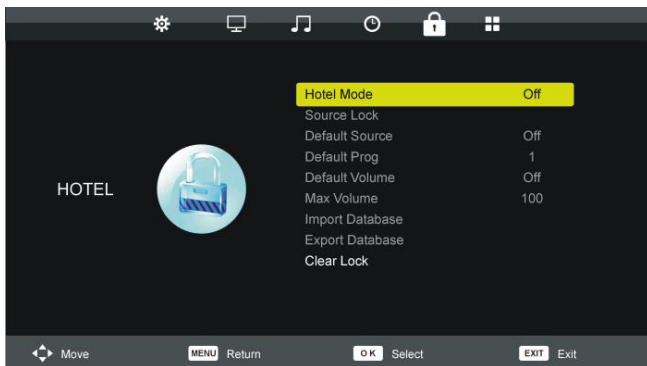 Hotel Mode Off
Source Lock
Default Source Off
Default Prog 1
Default Volume Off
HOTEL
Max Volume 100
Import Database
Export Database
Clear Lock
Move MENU Return OK Select EXIT Exit